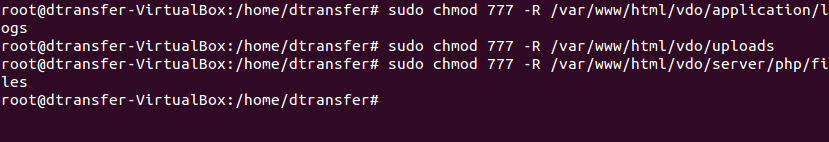 root@dtransfer-VirtualBox:/home/dtransfer# sudo chmod 777 -R /var/www/html/vdo/application/l
ogs
root@dtransfer-VirtualBox:/home/dtransfer# sudo chmod 777 -R /var/www/html/vdo/uploads
root@dtransfer-VirtualBox:/home/dtransfer# sudo chmod 777 -R /var/www/html/vdo/server/php/fi
les
root@dtransfer-VirtualBox:/home/dtransfer#